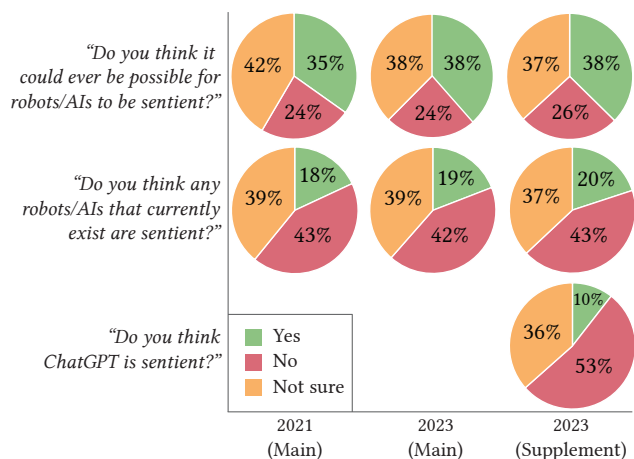 “Do you think it
could ever be possible for
robots/AIs to be sentient?”
42% 35% 24%
38% 38% 24%
37% 38% 26%
“Do you think any
robots/AIs that currently
exist are sentient?”
39% 18% 43%
39% 19% 42%
37% 20% 43%
“Do you think
ChatGPT is sentient?”
36% 10% 53%
Yes
No
Not sure
2021
(Main)
2023
(Main)
2023
(Supplement)